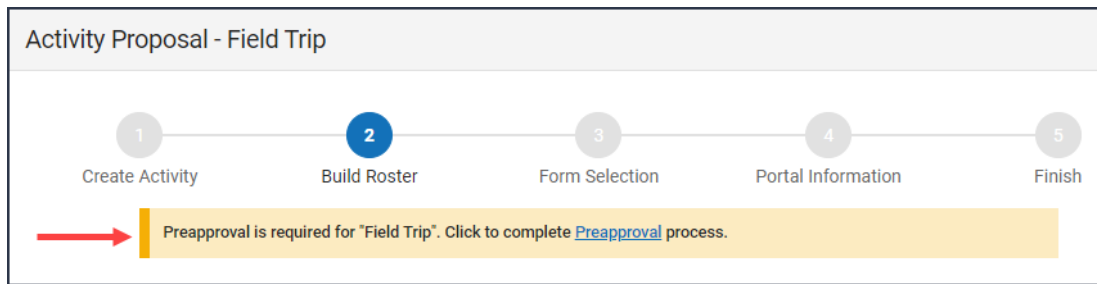 Activity Proposal - Field Trip
1 2 3 4 5
Create Activity Build Roster Form Selection Portal Information Finish
Preapproval is required for "Field Trip". Click to complete Preapproval process.